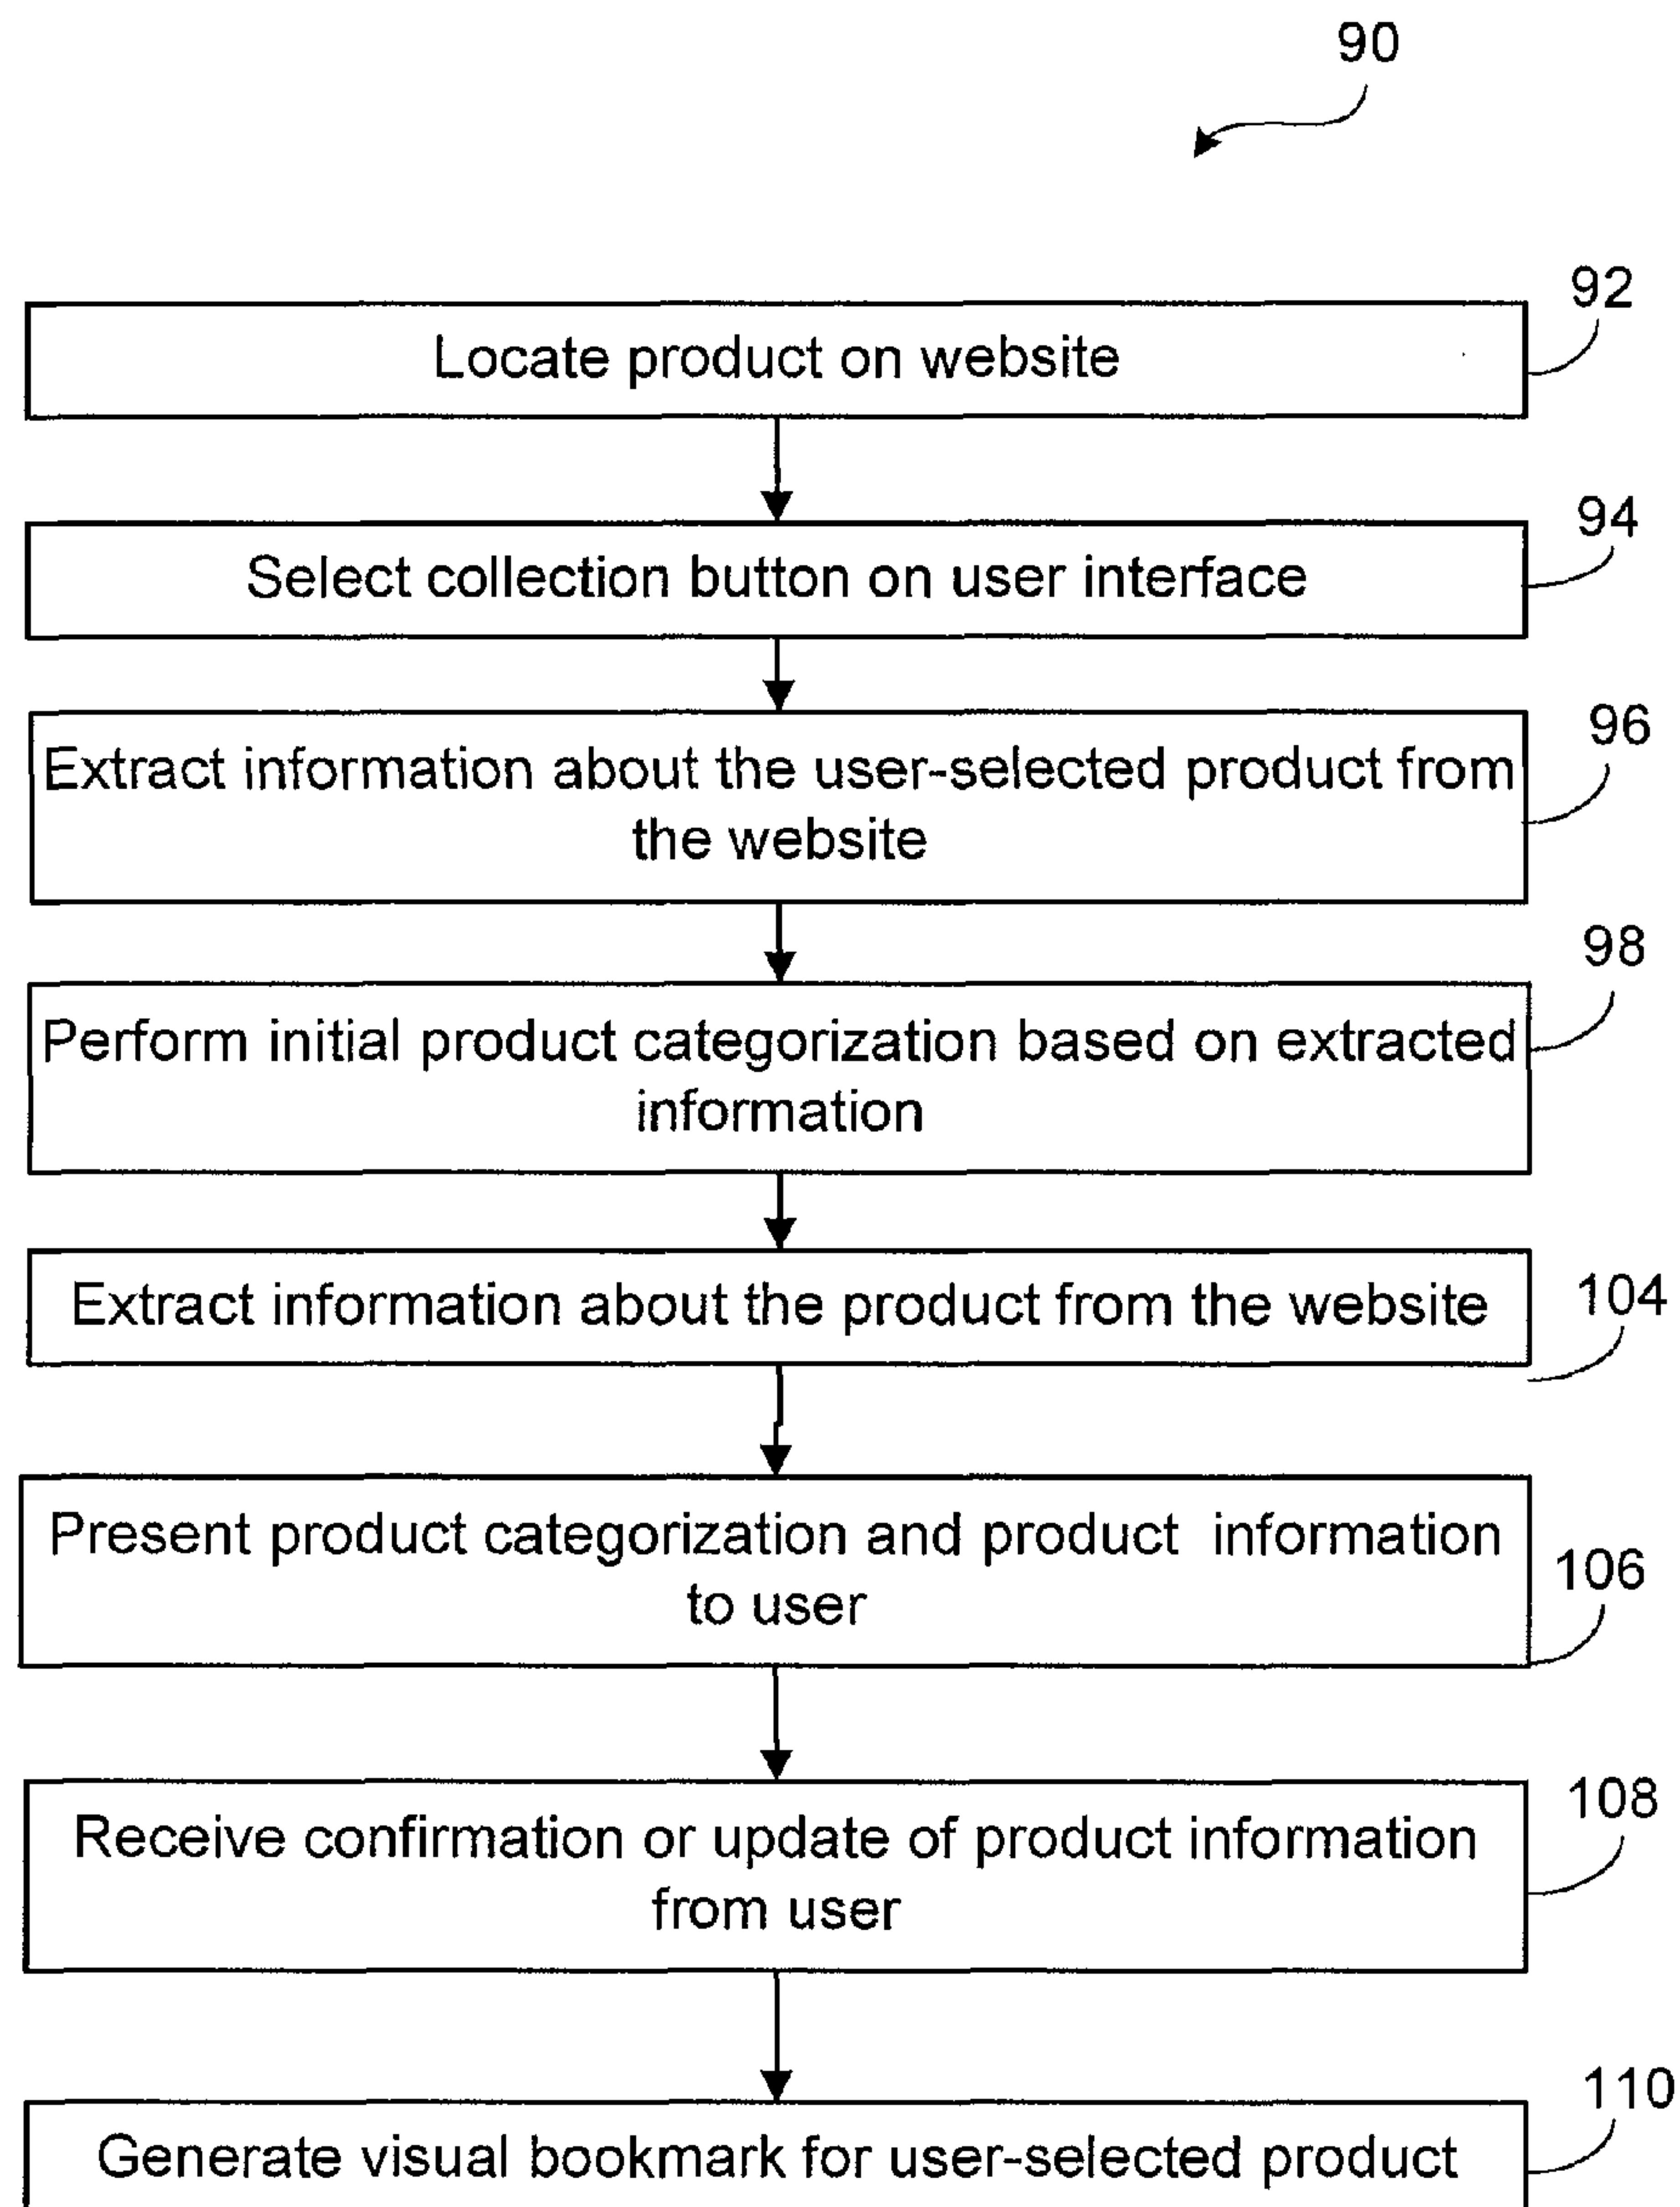 90
92
Locate product on website
94
Select collection button on user interface
96
Extract information about the user-selected product from
the website
98
Perform initial product categorization based on extracted
information
104
Extract information about the product from the website
Present product categorization and product information
106
to user
108
Receive confirmation or update of product information
from user
110
Generate visual bookmark for user-selected product